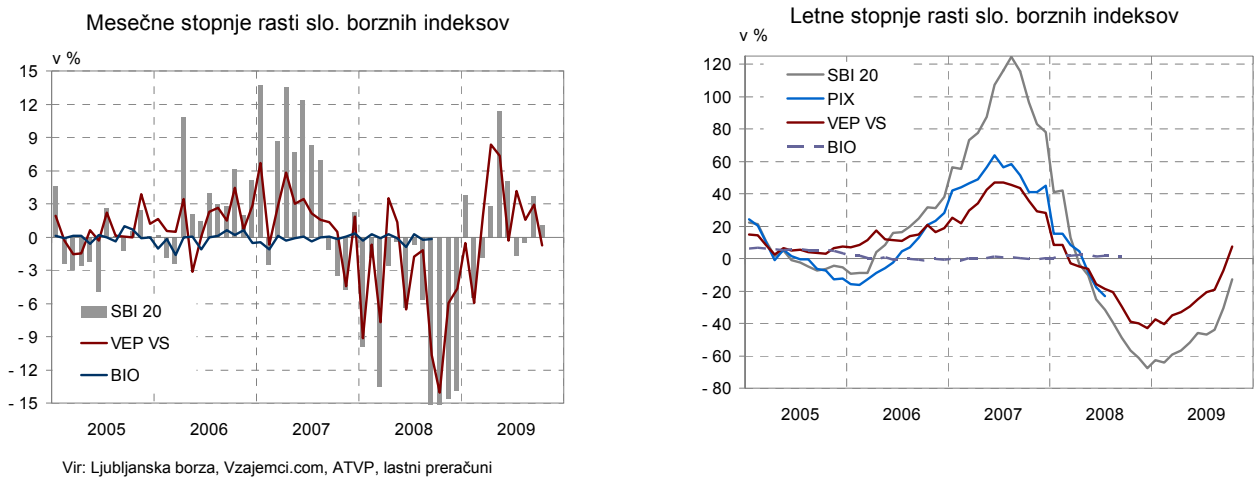 Mesečne stopnje rasti slo. borznih indeksov
v %
15
12
9
6
3
0
- 3
- 6
- 9
- 12
- 15
SBI 20
VEP VS
BIO
2005 2006 2007 2008 2009
Vir: Ljubljanska borza, Vzajemci.com, ATVP, lastni preračuni
Letne stopnje rasti slo. borznih indeksov
v %
120
100
80
60
40
20
0
- 20
- 40
- 60
- 80
SBI 20
PIX
VEP VS
BIO
2005 2006 2007 2008 2009